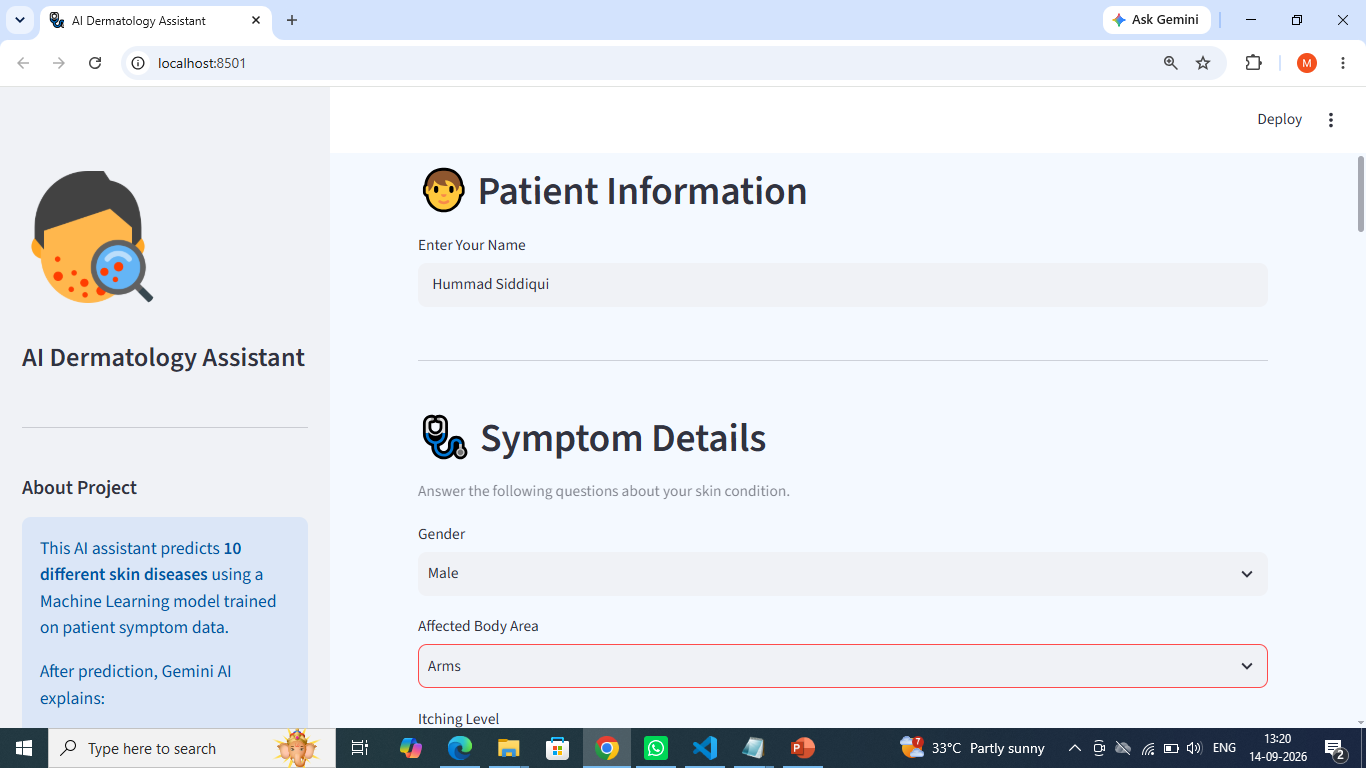 AI Dermatology Assistant
Ask Gemini
localhost:8501
M
Deploy
AI Dermatology Assistant
About Project
This AI assistant predicts 10
different skin diseases using a
Machine Learning model trained
on patient symptom data.
After prediction, Gemini AI
explains:
Patient Information
Enter Your Name
Hummad Siddiqui
Symptom Details
Answer the following questions about your skin condition.
Gender
Male
Affected Body Area
Arms
Itching Level
Type here to search
7
33°C Partly sunny
ENG
13:20
14-09-2026
2